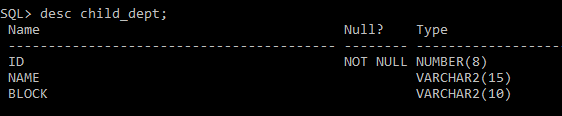 SQL> desc child_dept;
 Name                                      Null?    Type
 ----------------------------------------- -------- -----------------
 ID                                        NOT NULL NUMBER(8)
 NAME                                               VARCHAR2(15)
 BLOCK                                              VARCHAR2(10)